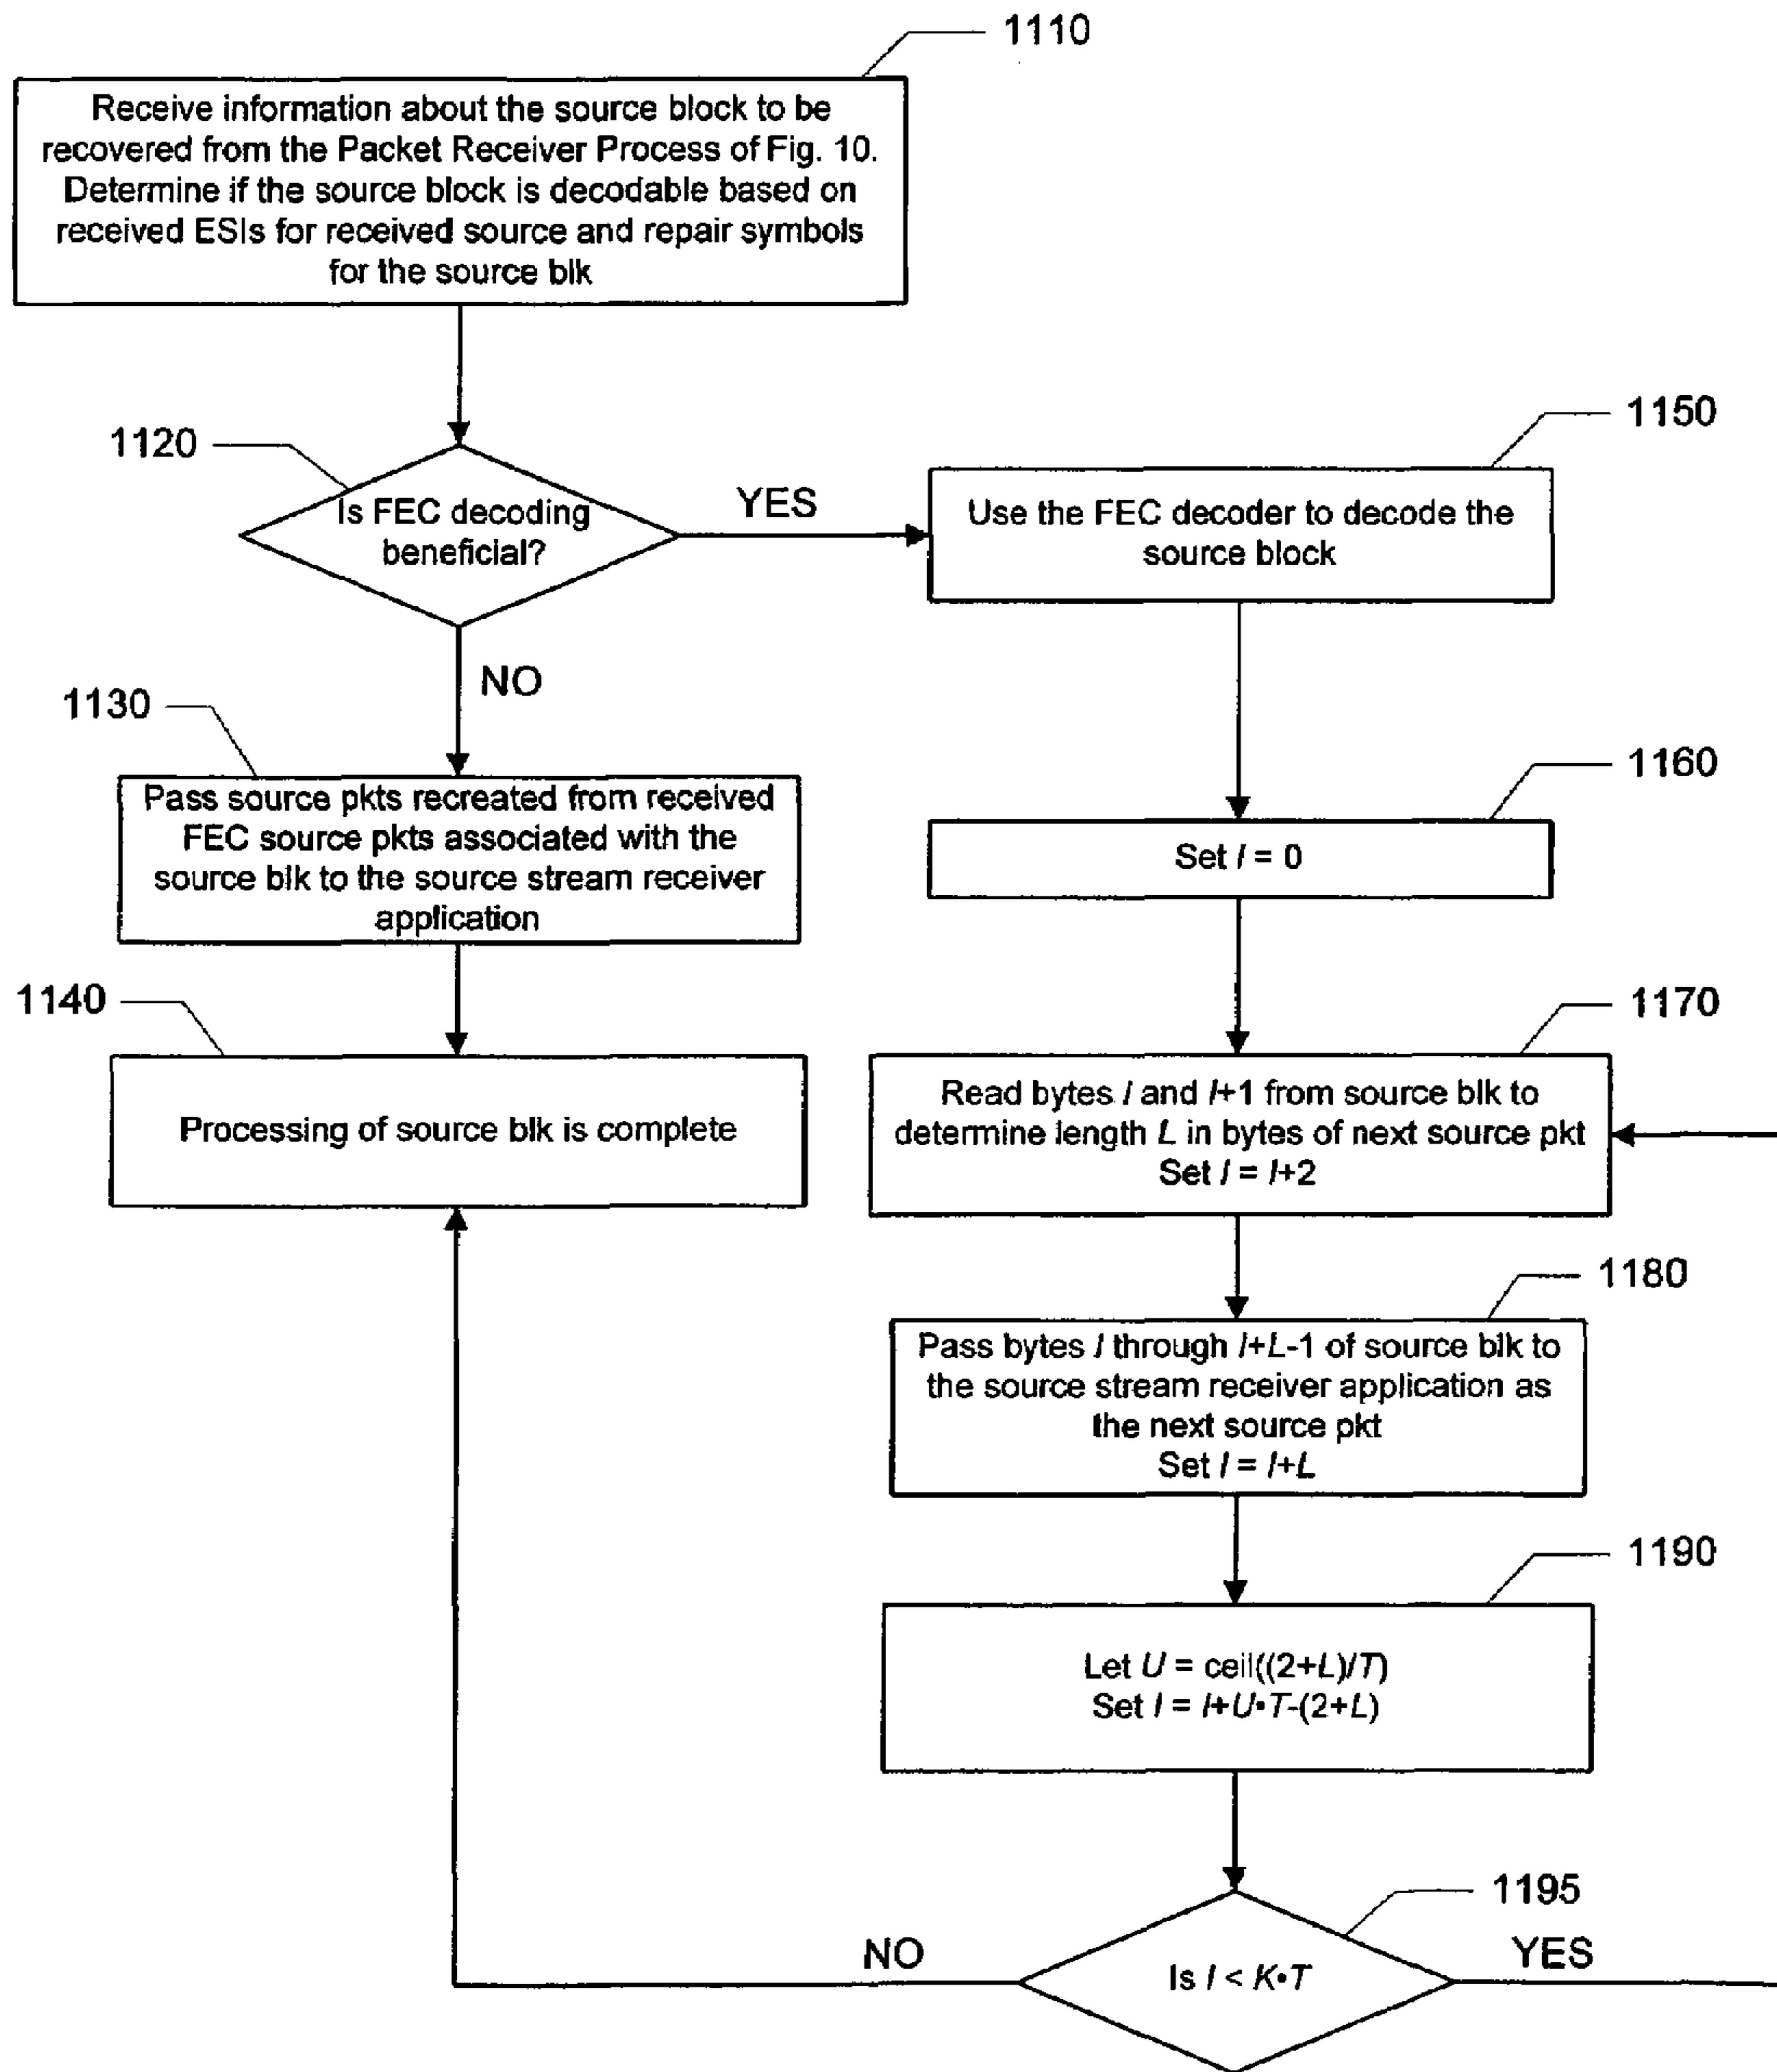 1110
Receive information about the source block to be
recovered from the Packet Receiver Process of Fig. 10.
Determine if the source block is decodable based on
received ESIs for received source and repair symbols
for the source blk
1120
Is FEC decoding
beneficial?
YES
NO
1150
Use the FEC decoder to decode the
source block
1130
Pass source pkts recreated from received
FEC source pkts associated with the
source blk to the source stream receiver
application
1160
Set I = 0
1140
Processing of source blk is complete
1170
Read bytes I and I+1 from source blk to
determine length L in bytes of next source pkt
Set I = I+2
1180
Pass bytes I through I+L-1 of source blk to
the source stream receiver application as
the next source pkt
Set I = I+L
1190
Let U = ceil((2+L)/T)
Set I = I+U•T-(2+L)
1195
Is I < K•T
NO
YES